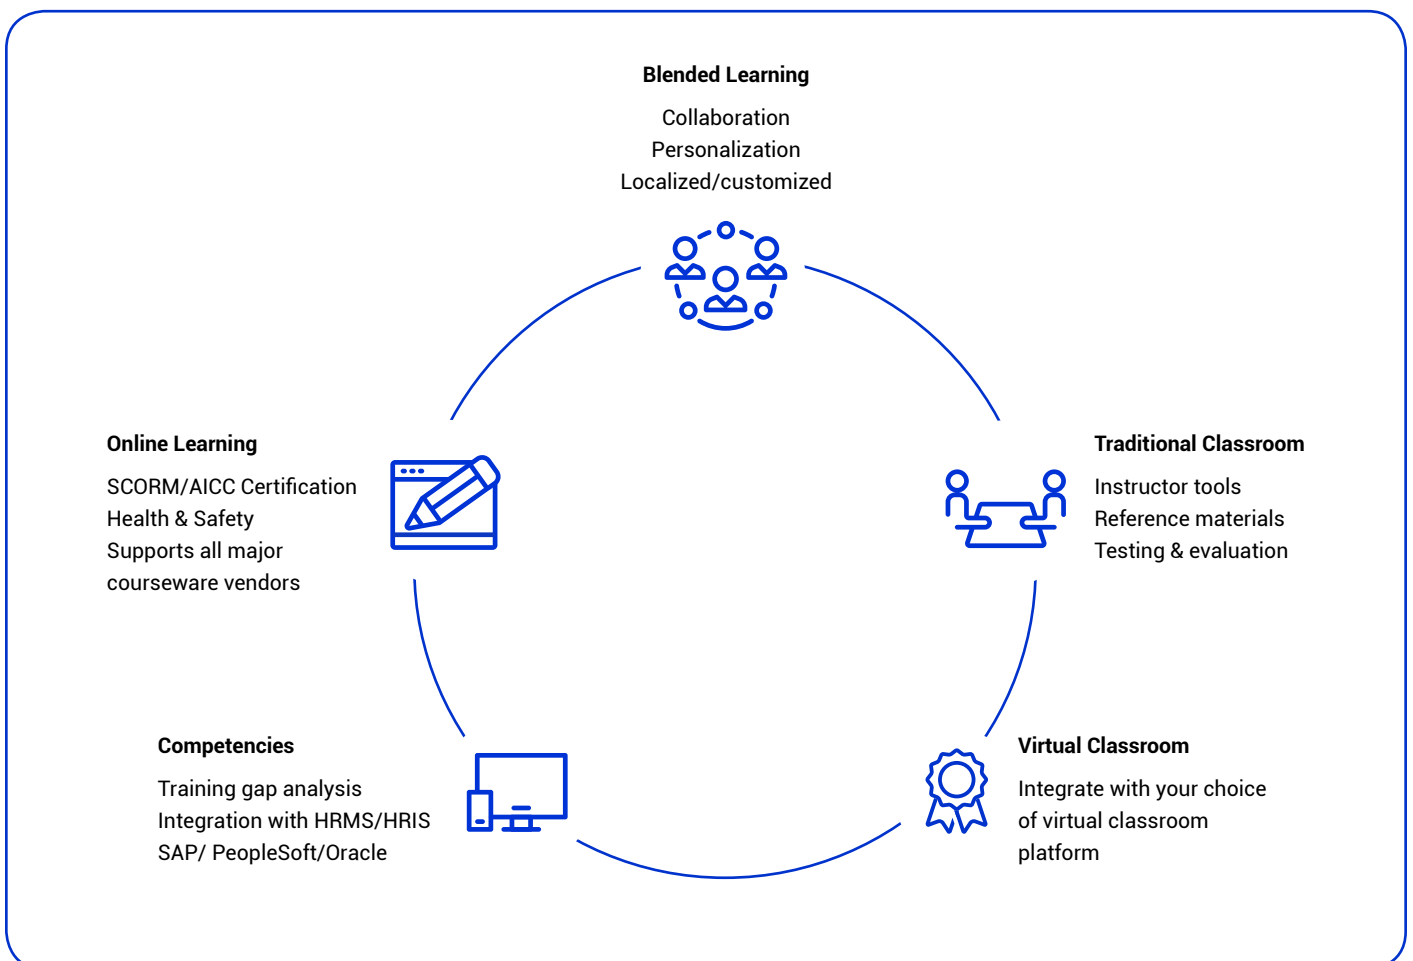 Blended Learning
Collaboration
Personalization
Localized/customized
Online Learning
SCORM/AICC Certification
Health & Safety
Supports all major
courseware vendors
Traditional Classroom
Instructor tools
Reference materials
Testing & evaluation
Competencies
Training gap analysis
Integration with HRMS/HRIS
SAP/ PeopleSoft/Oracle
Virtual Classroom
Integrate with your choice
of virtual classroom
platform